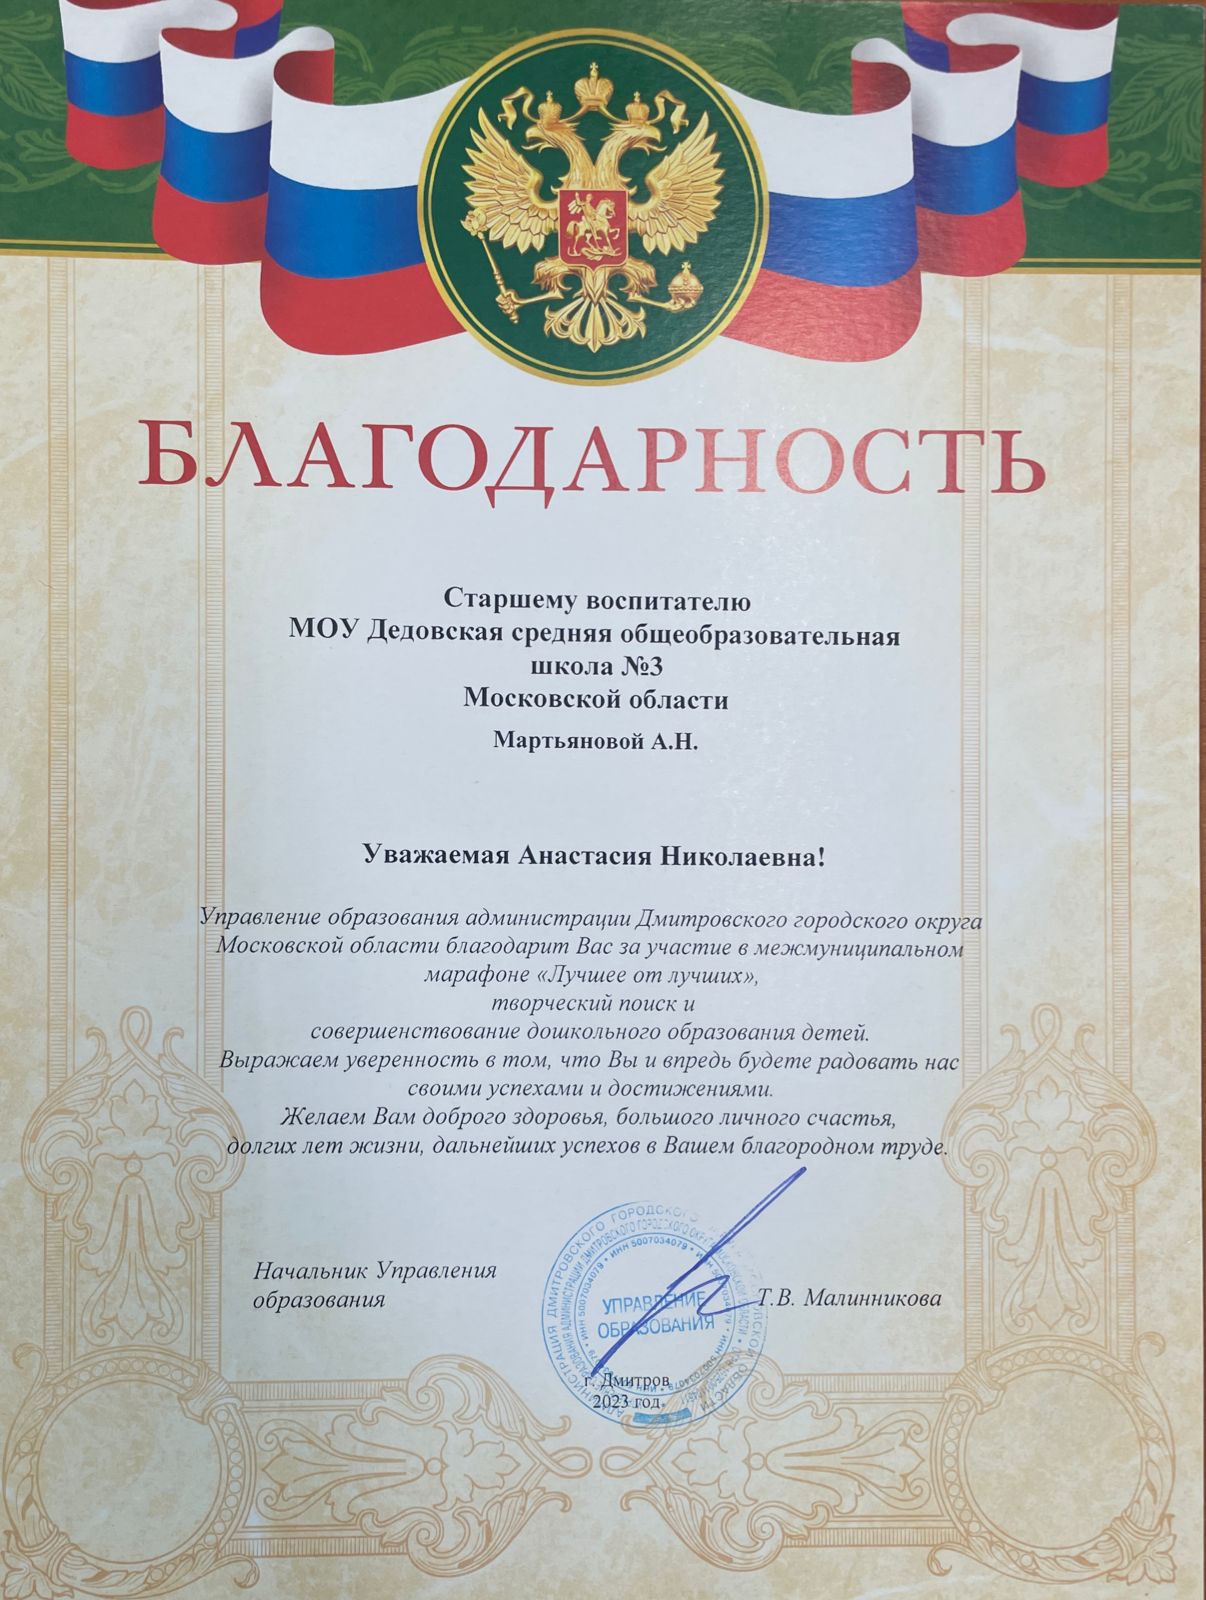 БЛАГОДАРНОСТЬ
Старшему воспитателю
МОУ Дедовская средняя общеобразовательная
школа №3
Московской области
Мартьяновой А.Н.
Уважаемая Анастасия Николаевна!
Управление образования администрации Дмитровского городского округа
Московской области благодарит Вас за участие в межмуниципальном
марафоне «Лучшее от лучших»,
творческий поиск и
совершенствование дошкольного образования детей.
Выражаем уверенность в том, что Вы и впредь будете радовать нас
своими успехами и достижениями.
Желаем Вам доброго здоровья, большого личного счастья,
долгих лет жизни, дальнейших успехов в Вашем благородном труде.
Начальник Управления
образования
Т.В. Малинникова
УПРАВЛЕНИЕ
ОБРАЗОВАНИЯ
ИНН 5007034079
г. Дмитров
2023 год